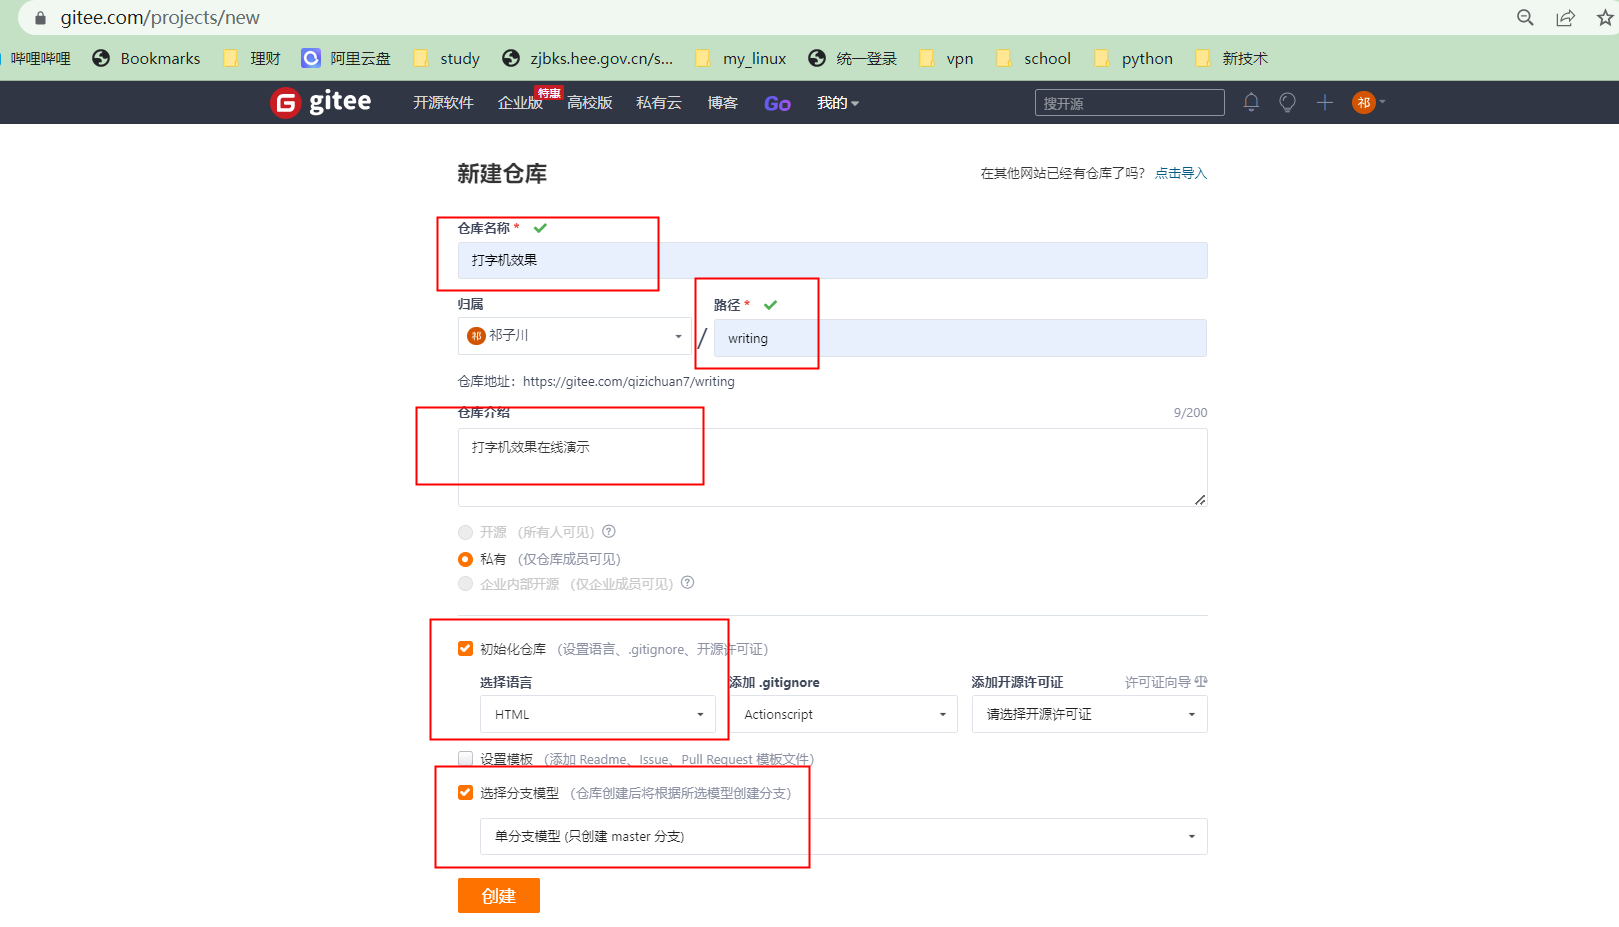 gitee.com/projects/new
哔哩哔哩 Bookmarks 理财 阿里云盘 study zjbks.hee.gov.cn/s... my_linux 统一登录 vpn school python 新技术
gitee 开源软件 企业版 特惠 高校版 私有云 博客 Go 我的 搜开源 祁
新建仓库 在其他网站已经有仓库了吗? 点击导入
仓库名称 *
打字机效果
归属 路径 *
祁 祁子川 / writing
仓库地址：https://gitee.com/qizichuan7/writing
仓库介绍 9/200
打字机效果在线演示
开源 （所有人可见） ?
私有 （仅仓库成员可见）
企业内部开源 （仅企业成员可见） ?
初始化仓库 （设置语言、.gitignore、开源许可证）
选择语言 添加 .gitignore 添加开源许可证 许可证向导
HTML Actionscript 请选择开源许可证
设置模板 （添加 Readme、Issue、Pull Request 模板文件）
选择分支模型 （仓库创建后将根据所选模型创建分支）
单分支模型 (只创建 master 分支)
创建